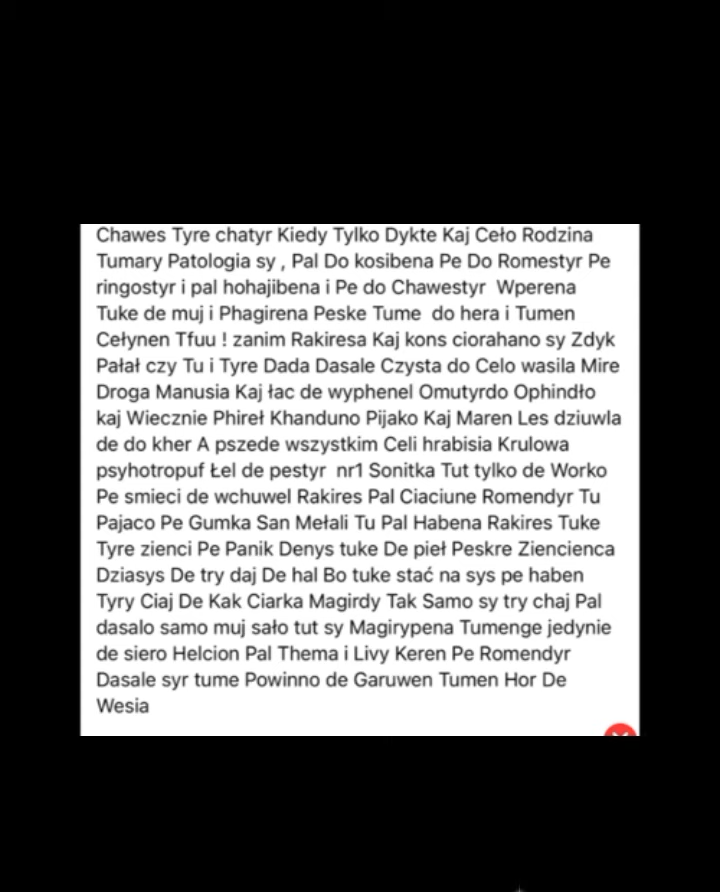 Chawes Tyre chatyr Kiedy Tylko Dykte Kaj Ceło Rodzina
Tumary Patologia sy , Pal Do kosibena Pe Do Romestyr Pe
ringostyr i pal hohajibena i Pe do Chawestyr Wperena
Tuke de muj i Phagirena Peske Tume do hera i Tumen
Cełynen Tfuu ! zanim Rakiresa Kaj kons ciorahano sy Zdyk
Pałał czy Tu i Tyre Dada Dasale Czysta do Celo wasila Mire
Droga Manusia Kaj łac de wyphenel Omutyrdo Ophindło
kaj Wiecznie Phireł Khanduno Pijako Kaj Maren Les dziuwla
de do kher A pszede wszystkim Celi hrabisia Krulowa
psyhotropuf Łel de pestyr nr1 Sonitka Tut tylko de Worko
Pe smieci de wchuwel Rakires Pal Ciaciune Romendyr Tu
Pajaco Pe Gumka San Mełali Tu Pal Habena Rakires Tuke
Tyre zienci Pe Panik Denys tuke De pieł Peskre Ziencienca
Dziasys De try daj De hal Bo tuke stać na sys pe haben
Tyry Ciaj De Kak Ciarka Magirdy Tak Samo sy try chaj Pal
dasalo samo muj sało tut sy Magirypena Tumenge jedynie
de siero Helcion Pal Thema i Livy Keren Pe Romendyr
Dasale syr tume Powinno de Garuwen Tumen Hor De
Wesia